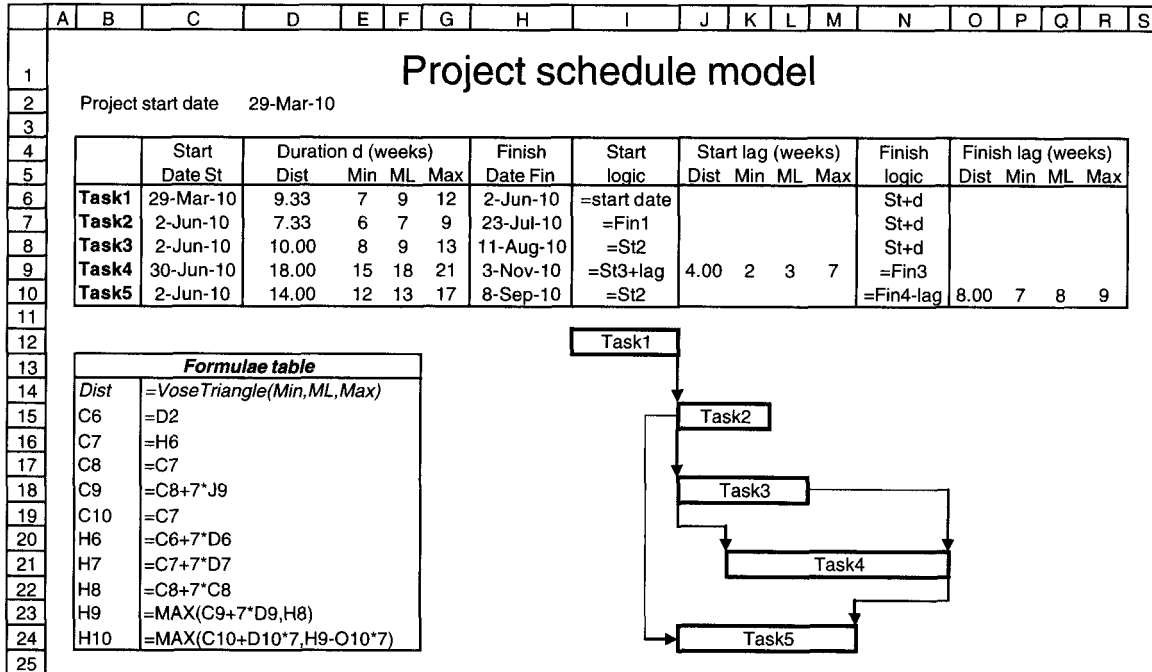 A B C D E F G H I J K L M N O P Q R S
1 Project schedule model
2 Project start date 29-Mar-10
3
4 Start Duration d (weeks) Finish Start Start lag (weeks) Finish Finish lag (weeks)
5 Date St Dist Min ML Max Date Fin logic Dist Min ML Max logic Dist Min ML Max
6 Task1 29-Mar-10 9.33 7 9 12 2-Jun-10 =start date St+d
7 Task2 2-Jun-10 7.33 6 7 9 23-Jul-10 =Fin1 St+d
8 Task3 2-Jun-10 10.00 8 9 13 11-Aug-10 =St2 St+d
9 Task4 30-Jun-10 18.00 15 18 21 3-Nov-10 =St3+lag 4.00 2 3 7 =Fin3
10 Task5 2-Jun-10 14.00 12 13 17 8-Sep-10 =St2 =Fin4-lag 8.00 7 8 9
11
12 Task1
13 Formulae table
14 Dist =VoseTriangle(Min,ML,Max)
15 C6 =D2 Task2
16 C7 =H6
17 C8 =C7
18 C9 =C8+7*J9 Task3
19 C10 =C7
20 H6 =C6+7*D6
21 H7 =C7+7*D7 Task4
22 H8 =C8+7*C8
23 H9 =MAX(C9+7*D9,H8)
24 H10 =MAX(C10+D10*7,H9-O10*7) Task5
25